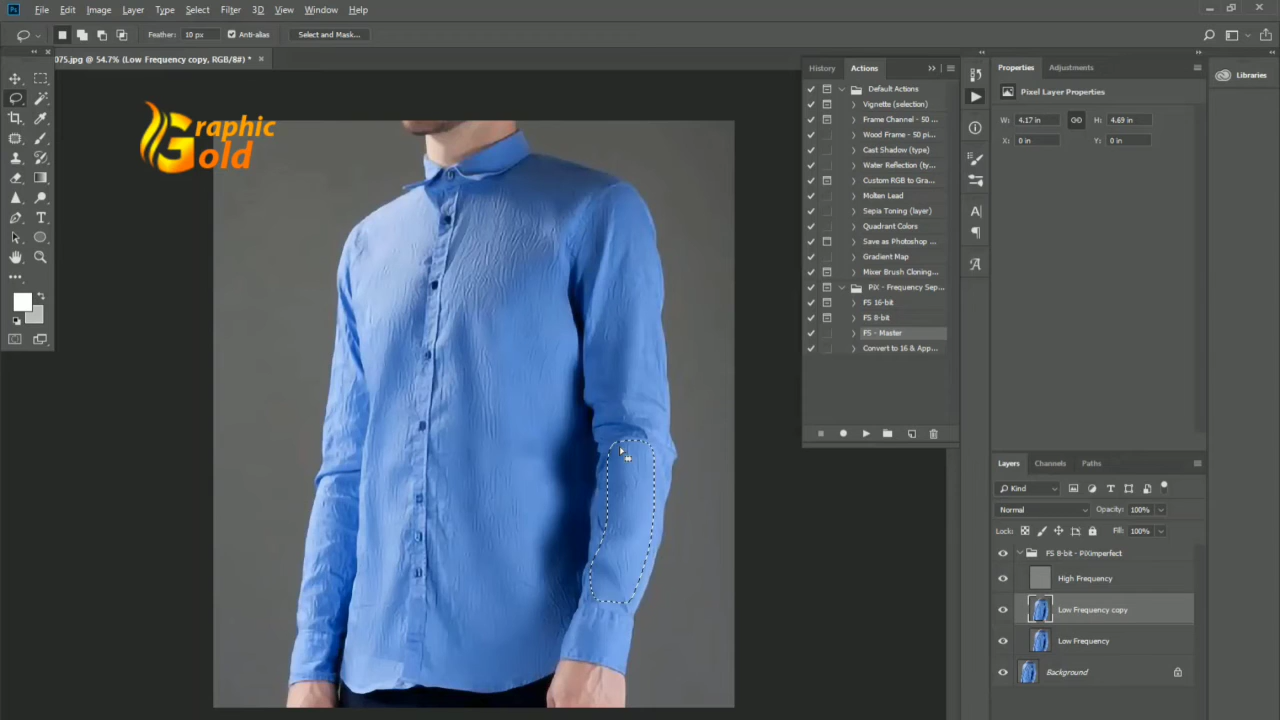 Ps File Edit Image Layer Type Select Filter 3D View Window Help
Feather: 10 px Anti-alias Select and Mask...
075.jpg @ 54.7% (Low Frequency copy, RGB/8#) *
Graphic
Gold
History Actions
Default Actions
Vignette (selection)
Frame Channel - 50 ...
Wood Frame - 50 pi...
Cast Shadow (type)
Water Reflection (ty...
Custom RGB to Gra...
Molten Lead
Sepia Toning (layer)
Quadrant Colors
Save as Photoshop ...
Gradient Map
Mixer Brush Cloning...
PiX - Frequency Sep...
FS 16-bit
FS 8-bit
FS - Master
Convert to 16 & App...
Properties Adjustments
Pixel Layer Properties
W: 4.17 in H: 4.69 in
X: 0 in Y: 0 in
Libraries
Layers Channels Paths
Kind
Normal Opacity: 100%
Lock: Fill: 100%
FS 8-bit - PiXimperfect
High Frequency
Low Frequency copy
Low Frequency
Background